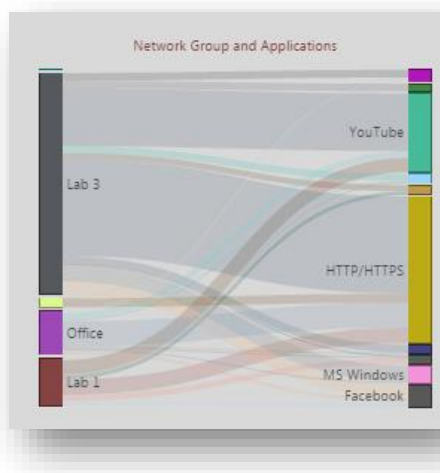 Network Group and Applications
YouTube
Lab 3
HTTP/HTTPS
Office
MS Windows
Lab 1
Facebook